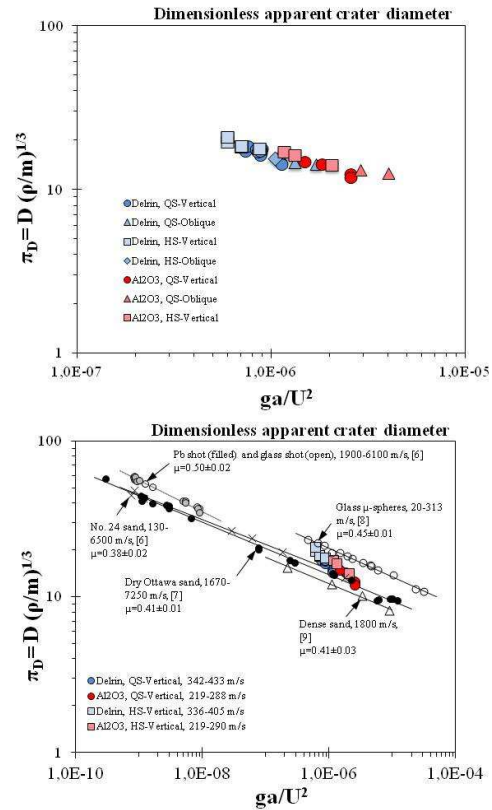 Dimensionless apparent crater diameter
100
10
1
π_D = D (ρ/m)^1/3
Delrin, QS-Vertical
Delrin, QS-Oblique
Delrin, HS-Vertical
Delrin, HS-Oblique
Al2O3, QS-Vertical
Al2O3, QS-Oblique
Al2O3, HS-Vertical
1,0E-07 1,0E-06 1,0E-05
ga/U²
Dimensionless apparent crater diameter
100
10
1
π_D = D (ρ/m)^1/3
Pb shot (filled) and glass shot (open), 1900-6100 m/s, [6]
μ=0.50±0.02
No. 24 sand, 130-
6500 m/s, [6]
μ=0.38±0.02
Glass μ-spheres, 20-313
m/s, [8]
μ=0.45±0.01
Dry Ottawa sand, 1670-
7250 m/s, [7]
μ=0.41±0.01
Dense sand, 1800 m/s,
[9]
μ=0.41±0.03
Delrin, QS-Vertical, 342-433 m/s
Al2O3, QS-Vertical, 219-288 m/s
Delrin, HS-Vertical, 336-405 m/s
Al2O3, HS-Vertical, 219-290 m/s
1,0E-10 1,0E-08 1,0E-06 1,0E-04
ga/U²